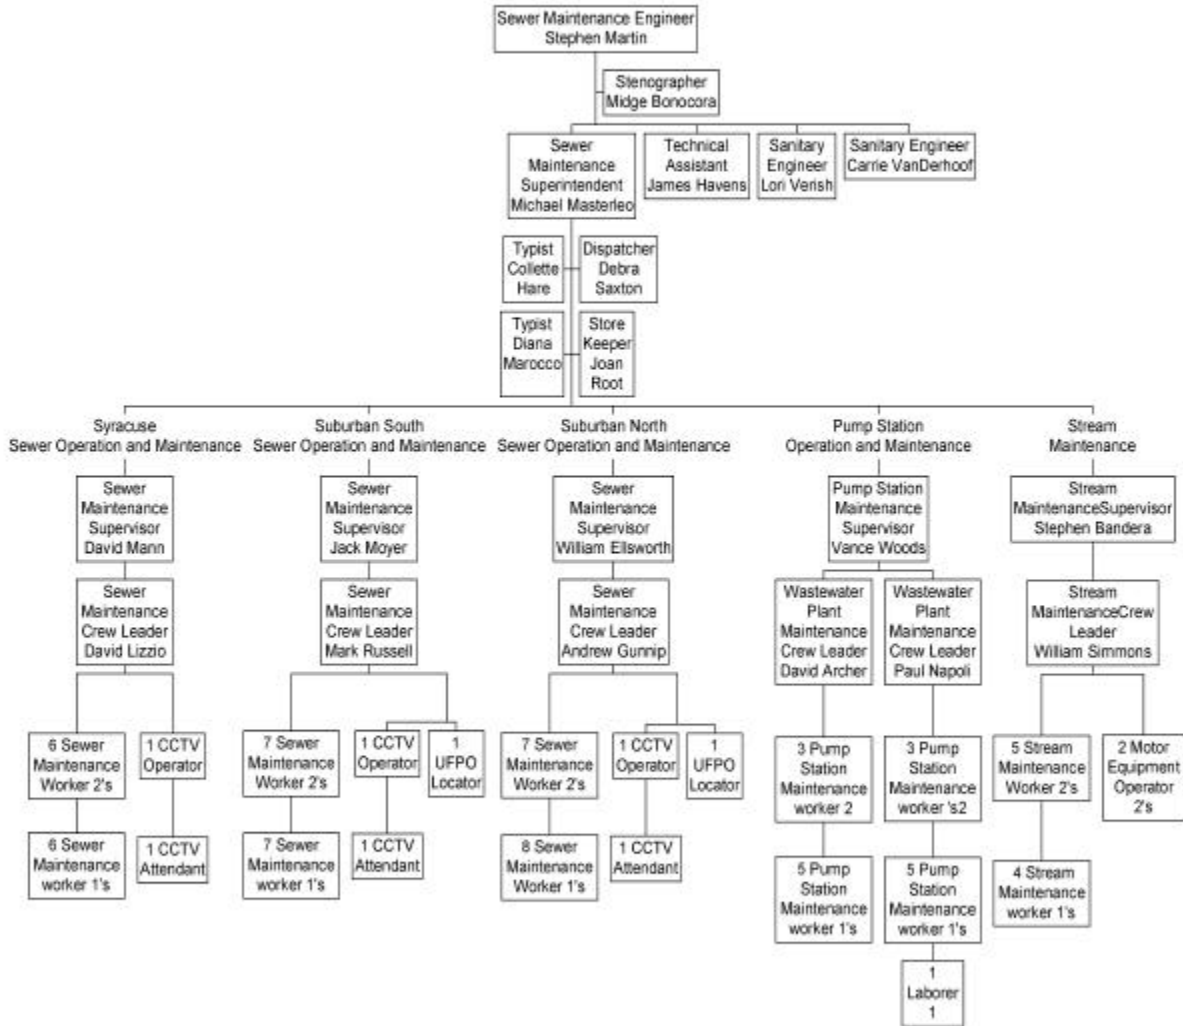 Sewer Maintenance Engineer
Stephen Martin
Stenographer
Midge Bonocora
Sewer
Maintenance
Superintendent
Michael Masterleo
Technical
Assistant
James Havens
Sanitary
Engineer
Lori Verish
Sanitary Engineer
Carrie VanDerhoof
Typist
Collette
Hare
Dispatcher
Debra
Saxton
Typist
Diana
Marocco
Store
Keeper
Joan
Root
Syracuse
Sewer Operation and Maintenance
Suburban South
Sewer Operation and Maintenance
Suburban North
Sewer Operation and Maintenance
Pump Station
Operation and Maintenance
Stream
Maintenance
Sewer
Maintenance
Supervisor
David Mann
Sewer
Maintenance
Supervisor
Jack Moyer
Sewer
Maintenance
Supervisor
William Ellsworth
Pump Station
Maintenance
Supervisor
Vance Woods
Stream
MaintenanceSupervisor
Stephen Bandera
Sewer
Maintenance
Crew Leader
David Lizzio
Sewer
Maintenance
Crew Leader
Mark Russell
Sewer
Maintenance
Crew Leader
Andrew Gunnip
Wastewater
Plant
Maintenance
Crew Leader
David Archer
Wastewater
Plant
Maintenance
Crew Leader
Paul Napoli
Stream
MaintenanceCrew
Leader
William Simmons
6 Sewer
Maintenance
Worker 2's
1 CCTV
Operator
7 Sewer
Maintenance
Worker 2's
1 CCTV
Operator
1
UFPO
Locator
7 Sewer
Maintenance
Worker 2's
1 CCTV
Operator
1
UFPO
Locator
3 Pump
Station
Maintenance
worker 2
3 Pump
Station
Maintenance
worker 's2
5 Stream
Maintenance
Worker 2's
2 Motor
Equipment
Operator
2's
6 Sewer
Maintenance
worker 1's
1 CCTV
Attendant
7 Sewer
Maintenance
worker 1's
1 CCTV
Attendant
8 Sewer
Maintenance
Worker 1's
1 CCTV
Attendant
5 Pump
Station
Maintenance
worker 1's
5 Pump
Station
Maintenance
worker 1's
4 Stream
Maintenance
worker 1's
1
Laborer
1